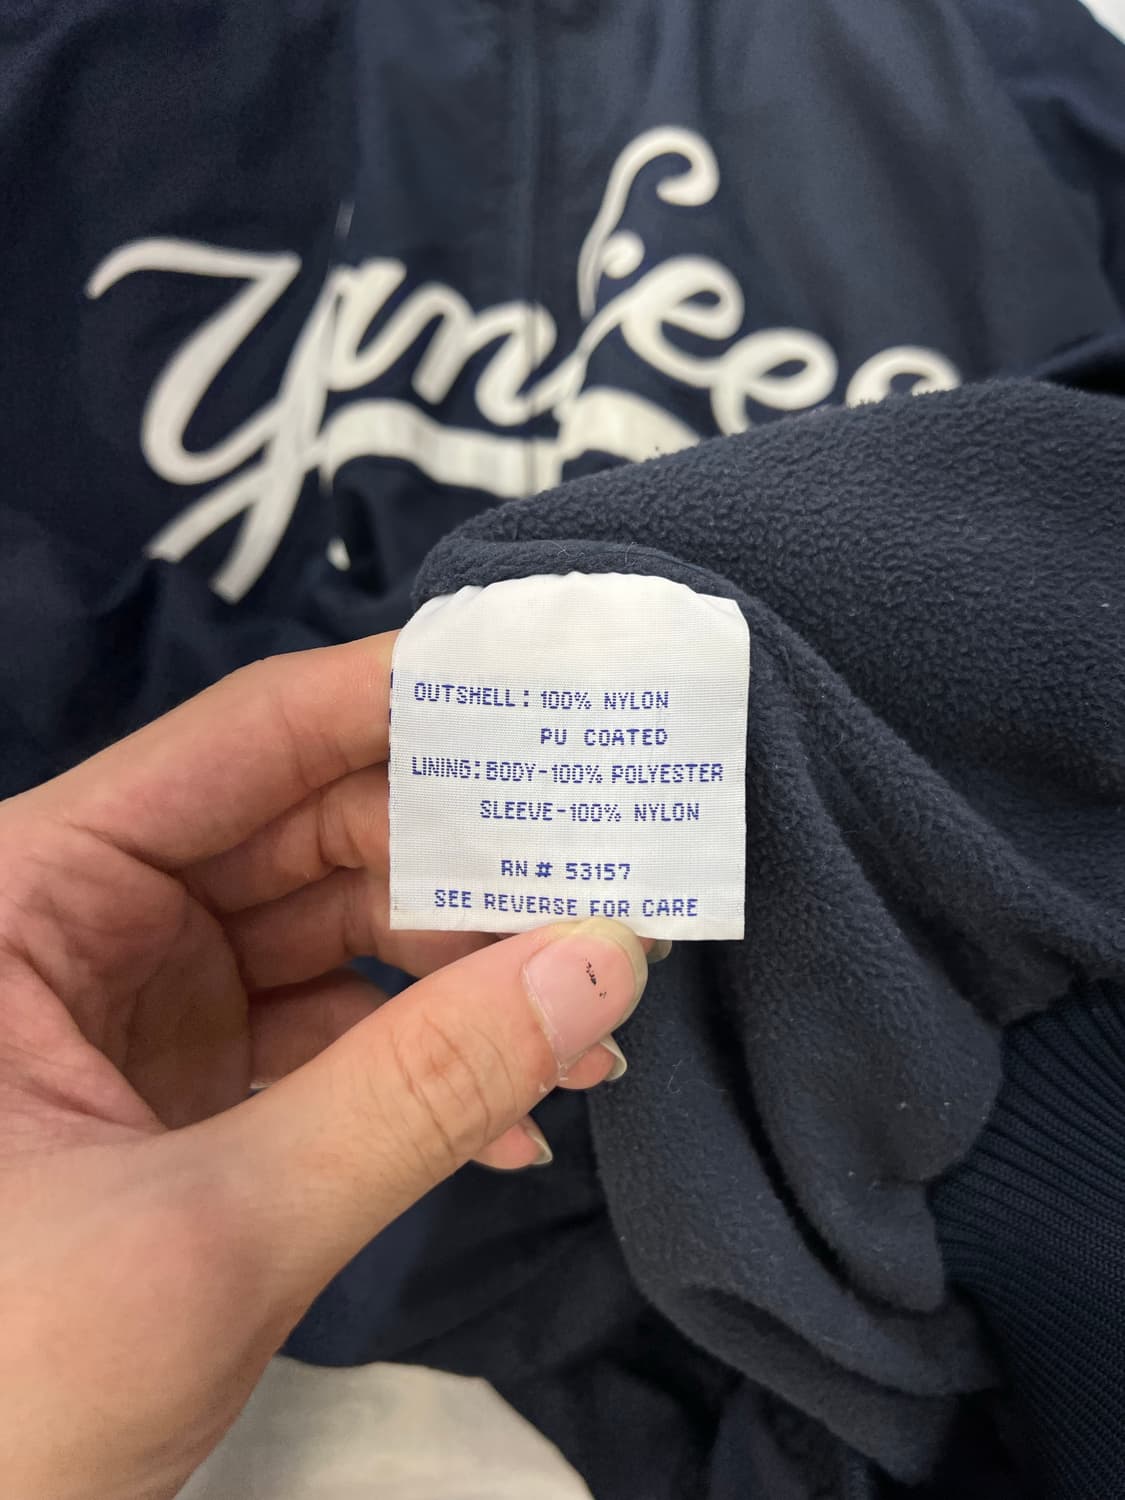 Yankees
OUTSHELL: 100% NYLON
PU COATED
LINING: BODY-100% POLYESTER
SLEEVE-100% NYLON
RN # 53157
SEE REVERSE FOR CARE